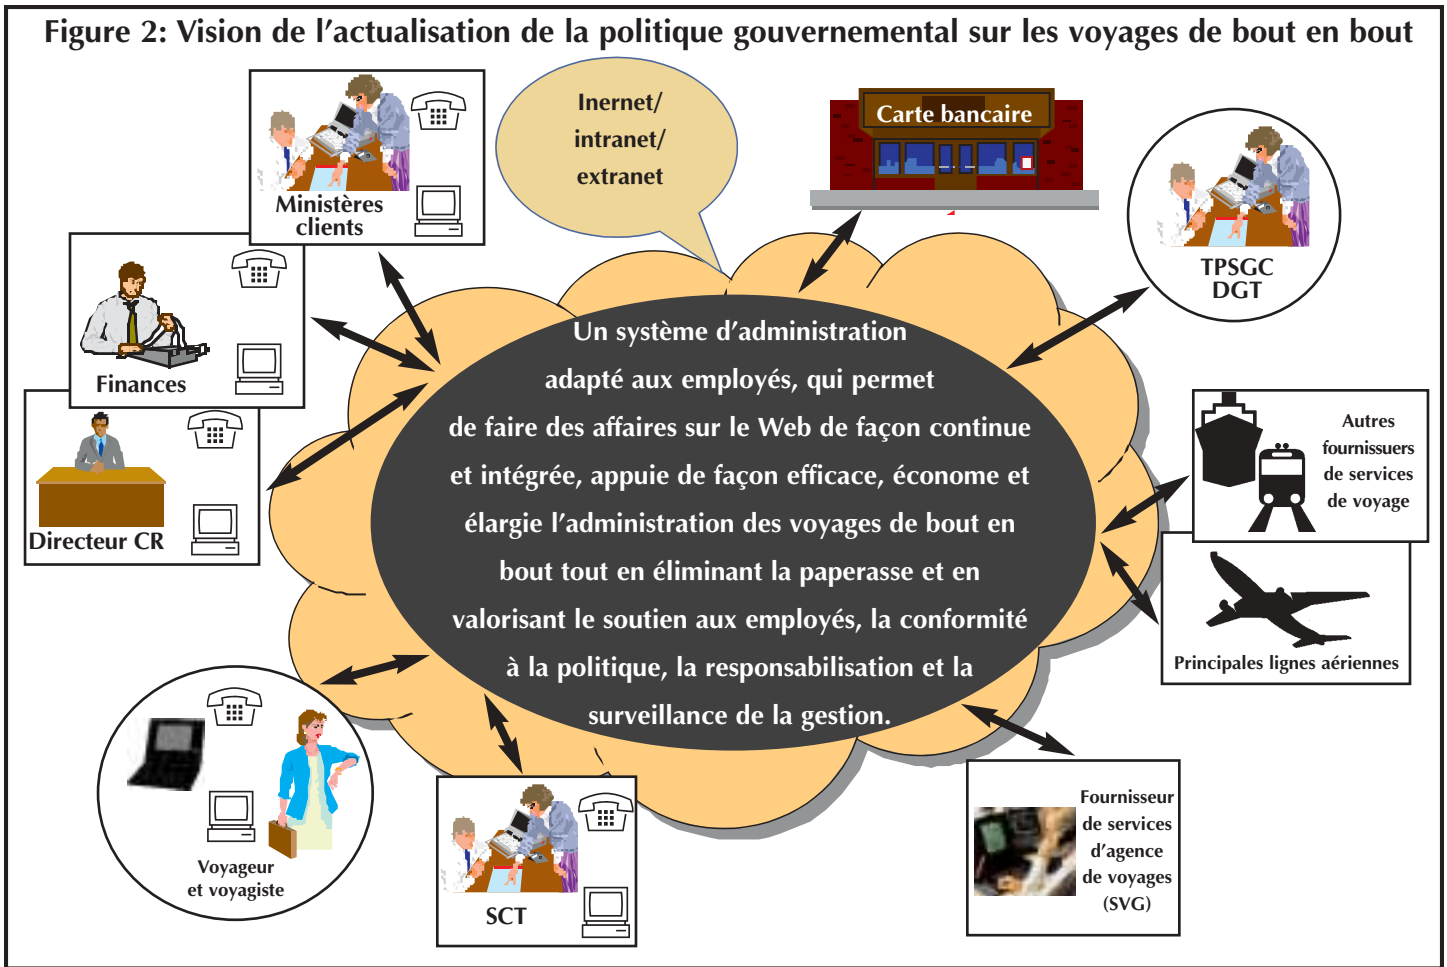 Figure 2: Vision de l'actualisation de la politique gouvernemental sur les voyages de bout en bout
Inernet/
intranet/
extranet
Carte bancaire
Ministères
clients
TPSGC
DGT
Finances
Directeur CR
Un système d'administration
adapté aux employés, qui permet
de faire des affaires sur le Web de façon continue
et intégrée, appuie de façon efficace, économe et
élargie l'administration des voyages de bout en
bout tout en éliminant la paperasse et en
valorisant le soutien aux employés, la conformité
à la politique, la responsabilisation et la
surveillance de la gestion.
Autres
fournissuers
de services
de voyage
Principales lignes aériennes
Voyageur
et voyagiste
SCT
Fournisseur
de services
d'agence
de voyages
(SVG)